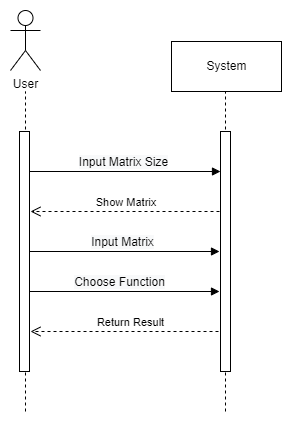 System
User
Input Matrix Size
Show Matrix
Input Matrix
Choose Function
Return Result